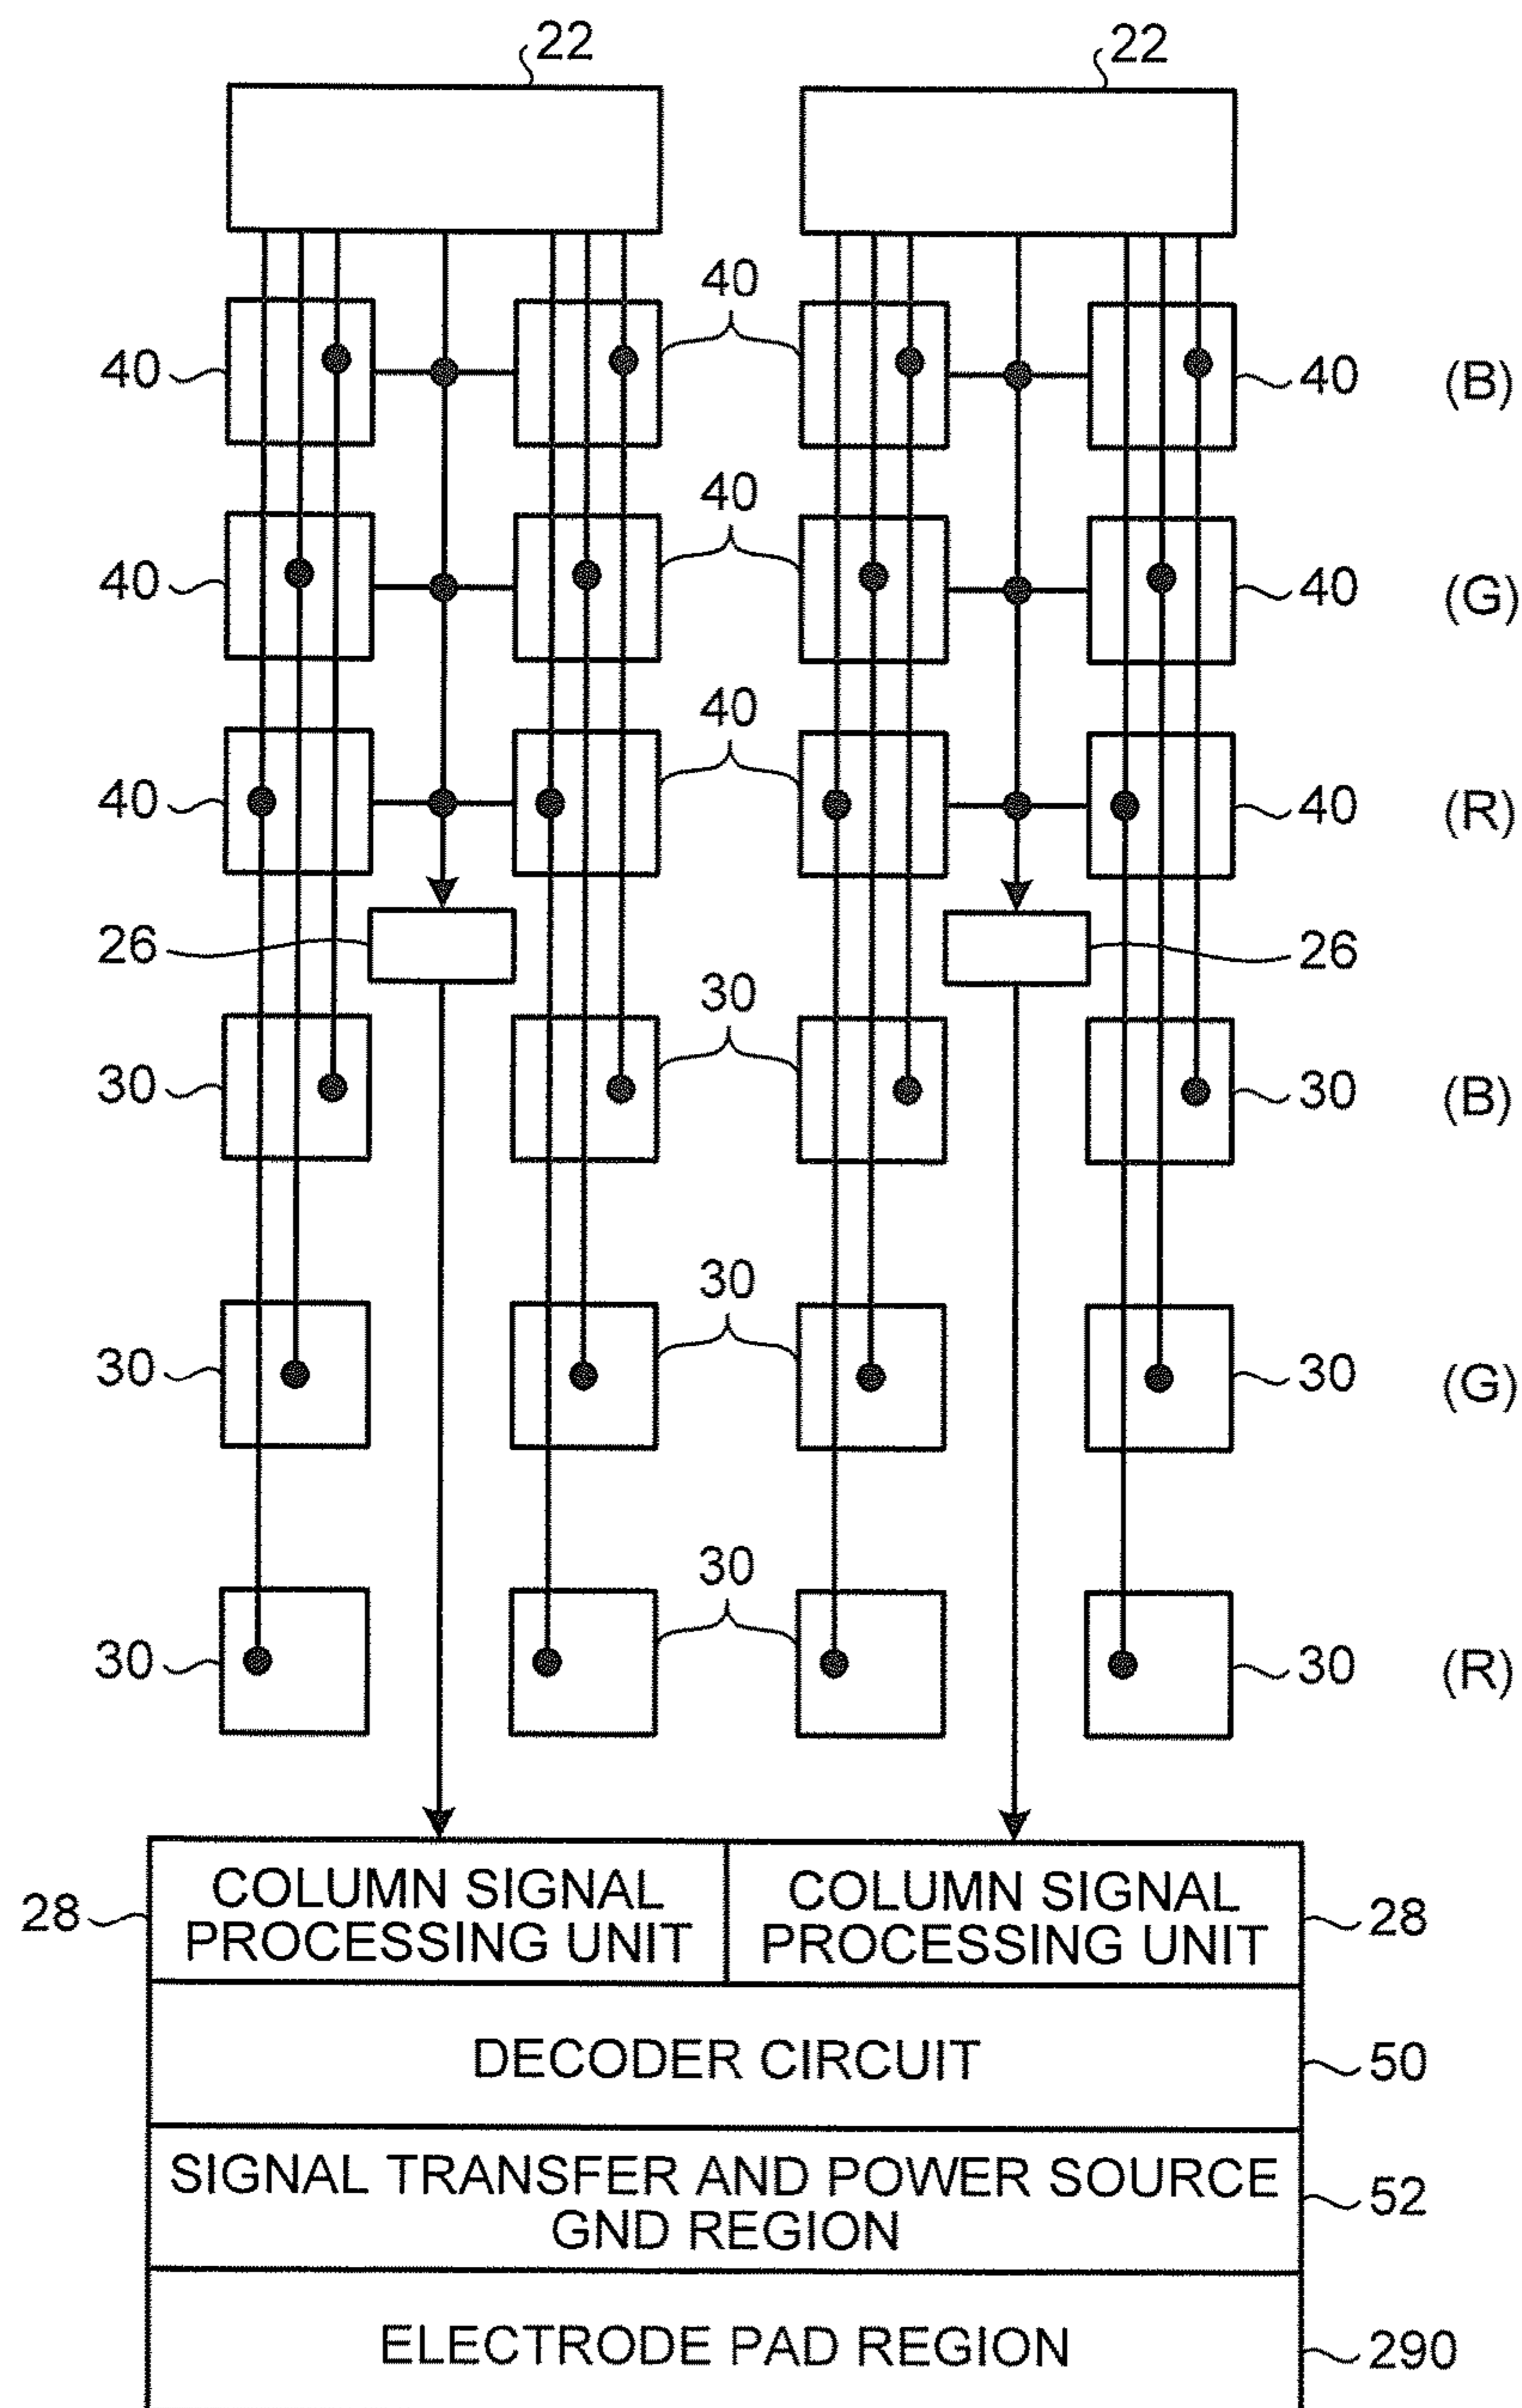 22 22
40
40 40 (B)
40
40 40 (G)
40
40 40 (R)
26 26
30
30 30 (B)
30
30 30 (G)
30
30 30 (R)
28 COLUMN SIGNAL COLUMN SIGNAL 28
PROCESSING UNIT PROCESSING UNIT
DECODER CIRCUIT 50
SIGNAL TRANSFER AND POWER SOURCE 52
GND REGION
ELECTRODE PAD REGION 290